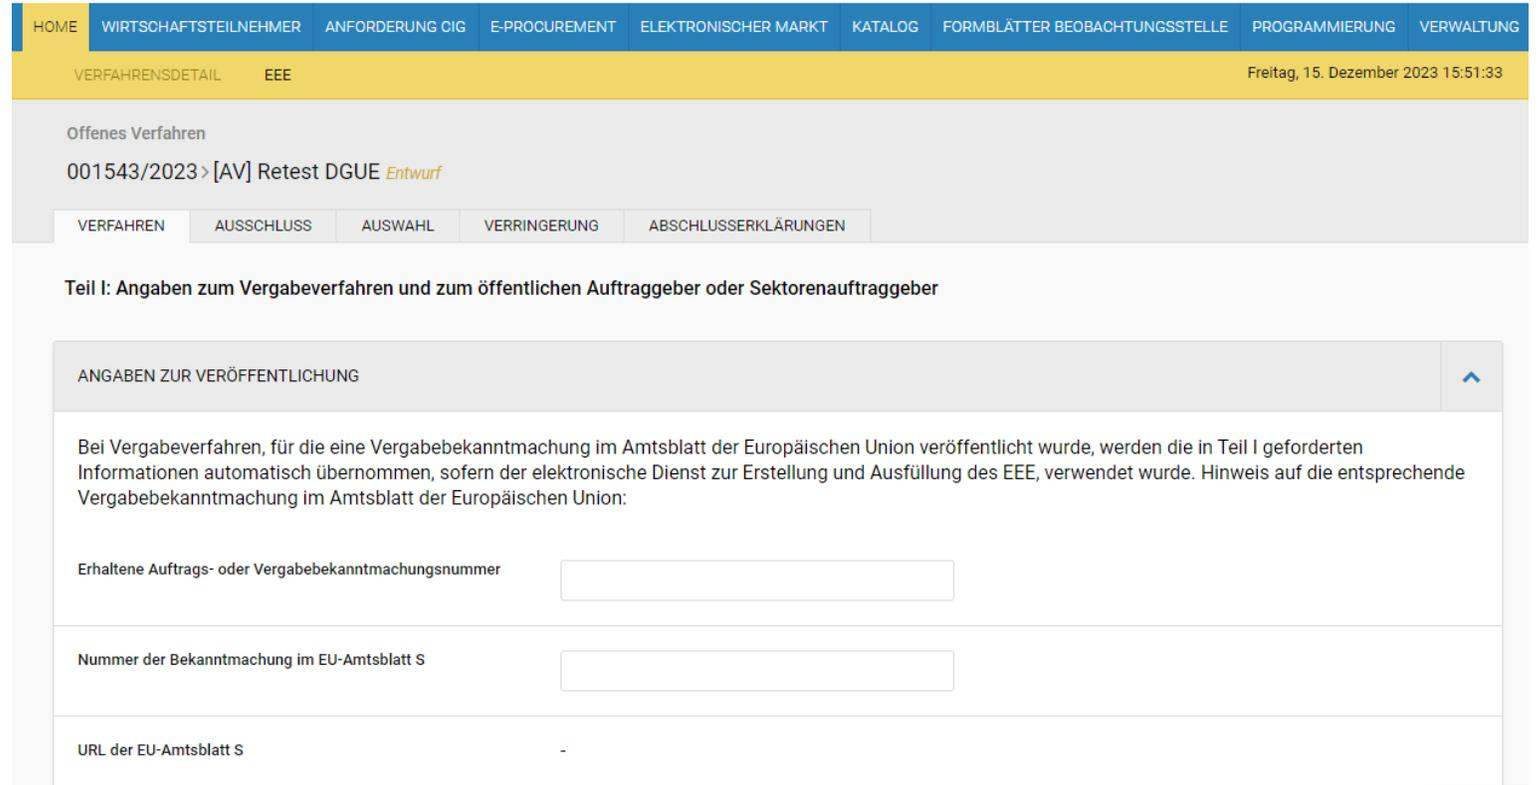 HOME WIRTSCHAFTSTEILNEHMER ANFORDERUNG CIG E-PROCUREMENT ELEKTRONISCHER MARKT KATALOG FORMBLÄTTER BEOBACHTUNGSSTELLE PROGRAMMIERUNG VERWALTUNG
VERFAHRENSDETAIL EEE Freitag, 15. Dezember 2023 15:51:33
Offenes Verfahren
001543/2023 > [AV] Retest DGUE Entwurf
VERFAHREN AUSSCHLUSS AUSWAHL VERRINGERUNG ABSCHLUSSERKLÄRUNGEN
Teil I: Angaben zum Vergabeverfahren und zum öffentlichen Auftraggeber oder Sektorenauftraggeber
ANGABEN ZUR VERÖFFENTLICHUNG
Bei Vergabeverfahren, für die eine Vergabebekanntmachung im Amtsblatt der Europäischen Union veröffentlicht wurde, werden die in Teil I geforderten
Informationen automatisch übernommen, sofern der elektronische Dienst zur Erstellung und Ausfüllung des EEE, verwendet wurde. Hinweis auf die entsprechende
Vergabebekanntmachung im Amtsblatt der Europäischen Union:
Erhaltene Auftrags- oder Vergabebekanntmachungsnummer
Nummer der Bekanntmachung im EU-Amtsblatt S
URL der EU-Amtsblatt S -